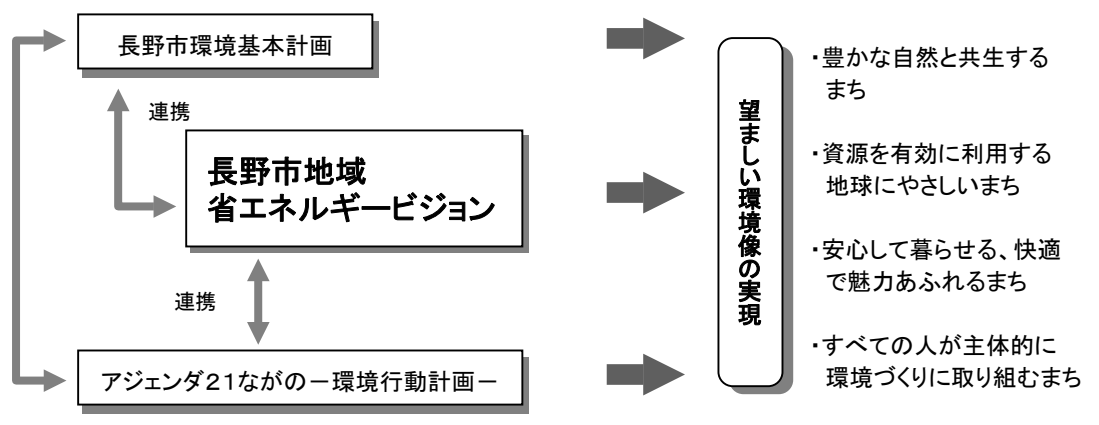 長野市環境基本計画
連携
長野市地域
省エネルギービジョン
連携
アジェンダ21ながの－環境行動計画－
望ましい環境像の実現
・豊かな自然と共生する
まち
・資源を有効に利用する
地球にやさしいまち
・安心して暮らせる、快適
で魅力あふれるまち
・すべての人が主体的に
環境づくりに取り組むまち